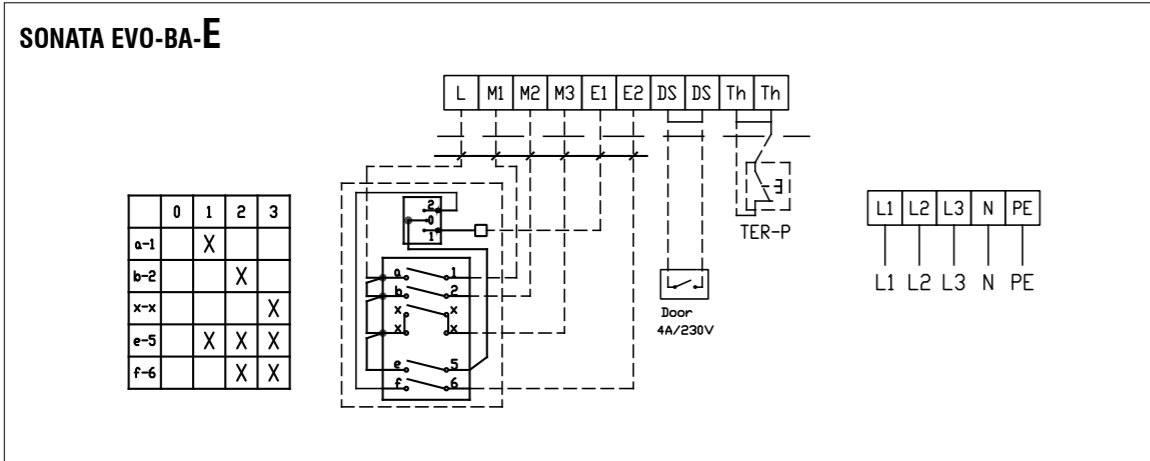 SONATA EVO-BA-E
L M1 M2 M3 E1 E2 DS DS Th Th
0 1 2 3
a-1 X
b-2 X
x-x X
e-5 X X X
f-6 X X
2
0
1
a 1
b 2
x x
x x
e 5
f 6
Door
4A/230V
TER-P
L1 L2 L3 N PE
L1 L2 L3 N PE